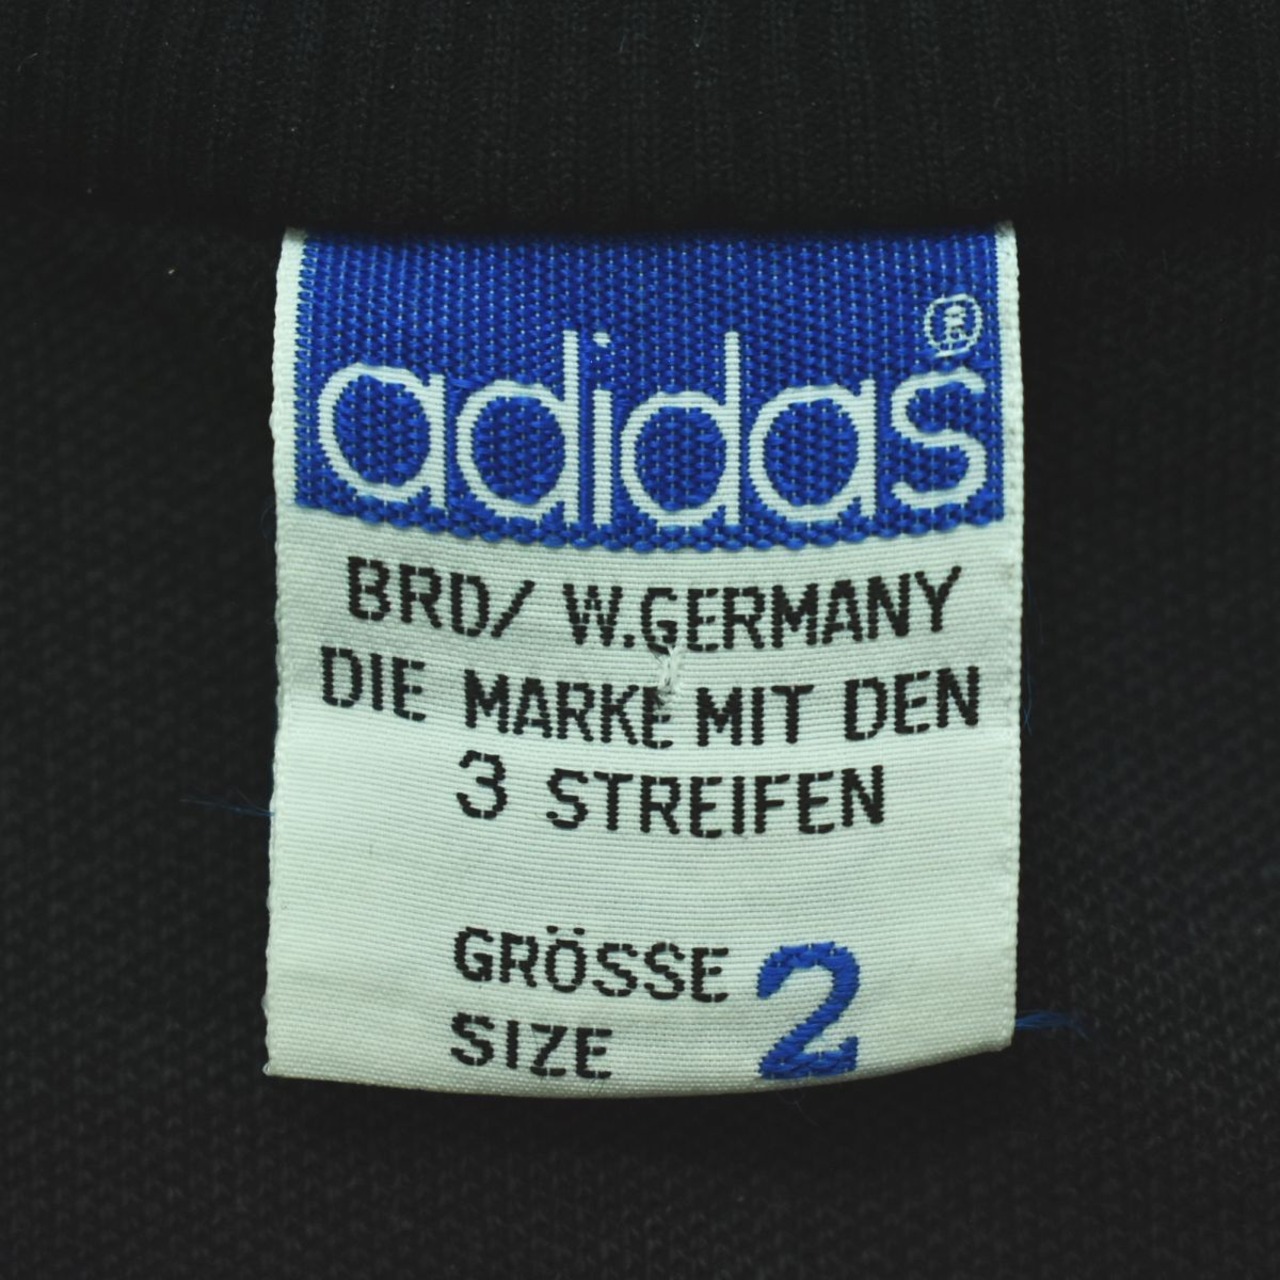 adidas®
BRD/ W.GERMANY
DIE MARKE MIT DEN
3 STREIFEN
GRÖSSE 2
SIZE